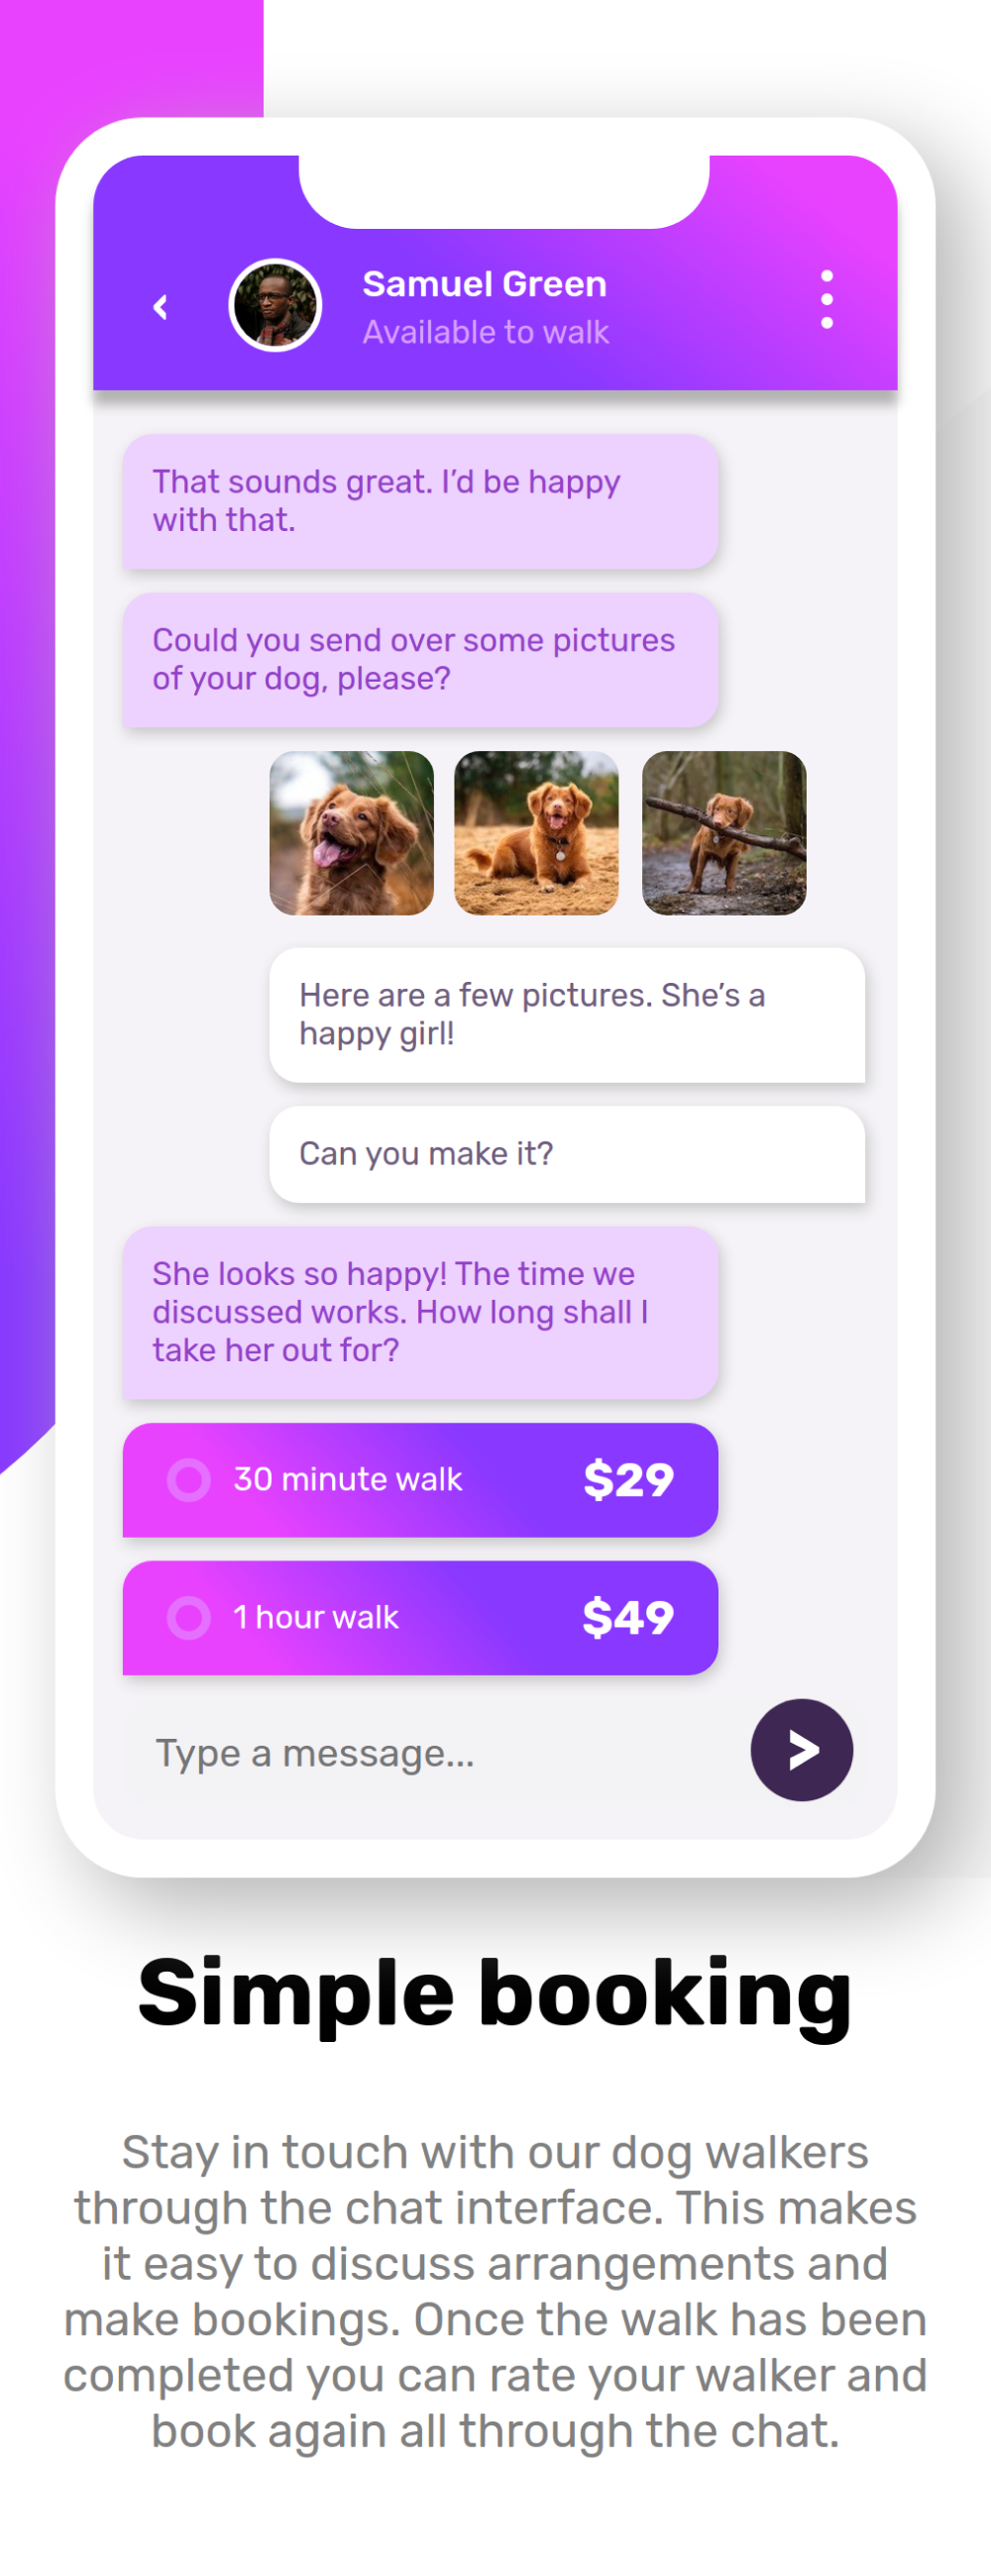 Samuel Green
Available to walk
That sounds great. I’d be happy
with that.
Could you send over some pictures
of your dog, please?
Here are a few pictures. She’s a
happy girl!
Can you make it?
She looks so happy! The time we
discussed works. How long shall I
take her out for?
30 minute walk $29
1 hour walk $49
Type a message...
Simple booking
Stay in touch with our dog walkers
through the chat interface. This makes
it easy to discuss arrangements and
make bookings. Once the walk has been
completed you can rate your walker and
book again all through the chat.